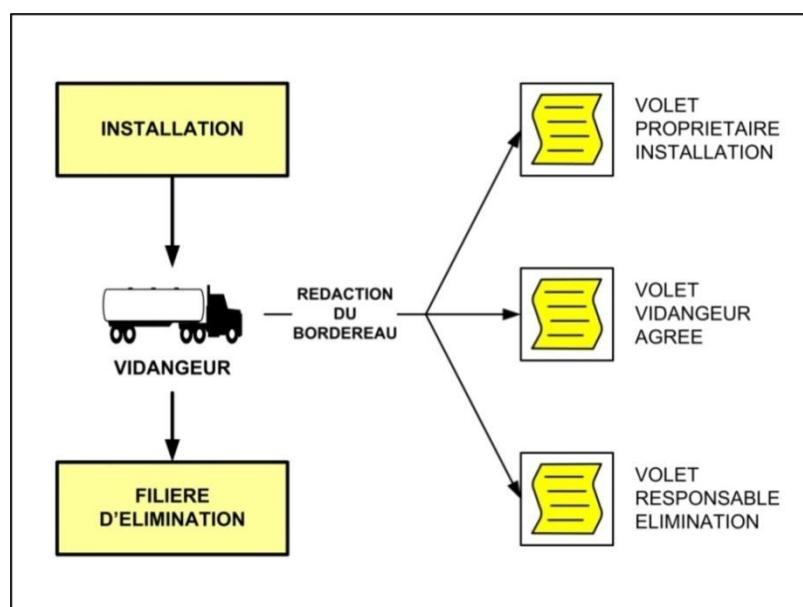 INSTALLATION
VIDANGEUR
FILIERE
D'ELIMINATION
REDACTION
DU
BORDEREAU
VOLET
PROPRIETAIRE
INSTALLATION
VOLET
VIDANGEUR
AGREE
VOLET
RESPONSABLE
ELIMINATION